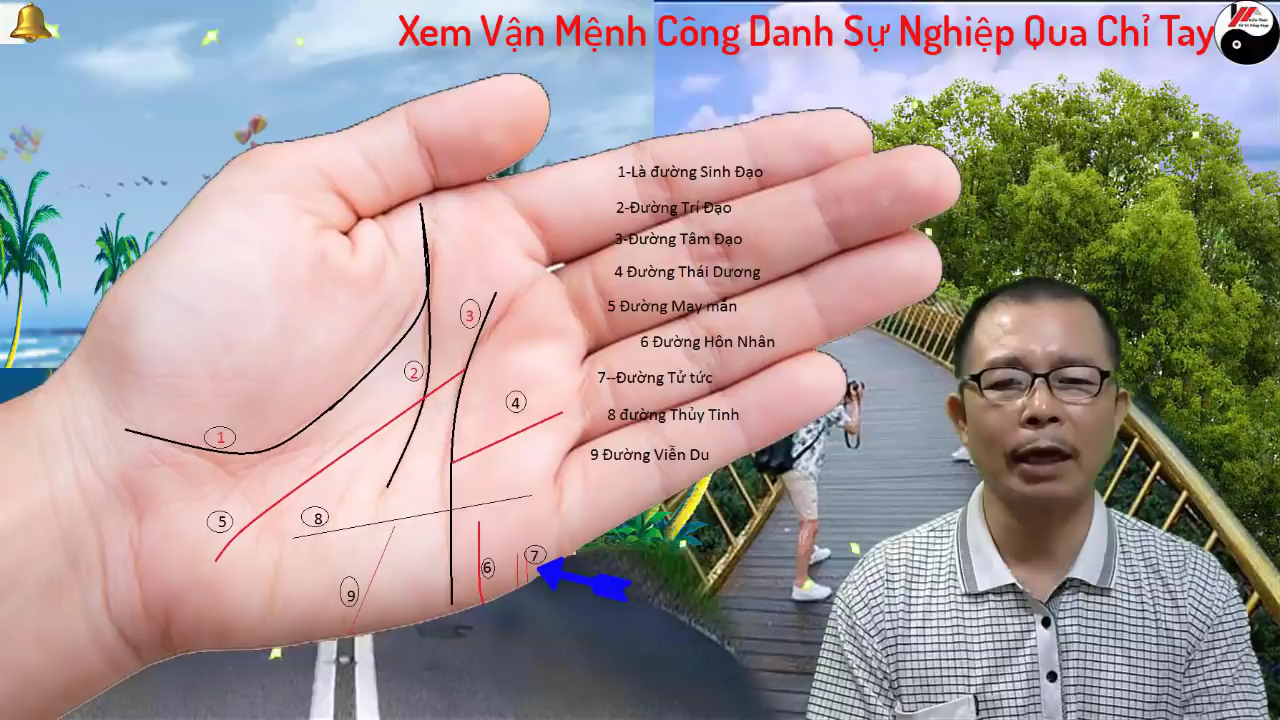 Xem Vận Mệnh Công Danh Sự Nghiệp Qua Chỉ Tay
1-Là đường Sinh Đạo
2-Đường Trí Đạo
3-Đường Tâm Đạo
4 Đường Thái Dương
5 Đường May mắn
6 Đường Hôn Nhân
7--Đường Tử tức
8 đường Thủy Tinh
9 Đường Viễn Du
3
2
4
1
5
8
7
6
9